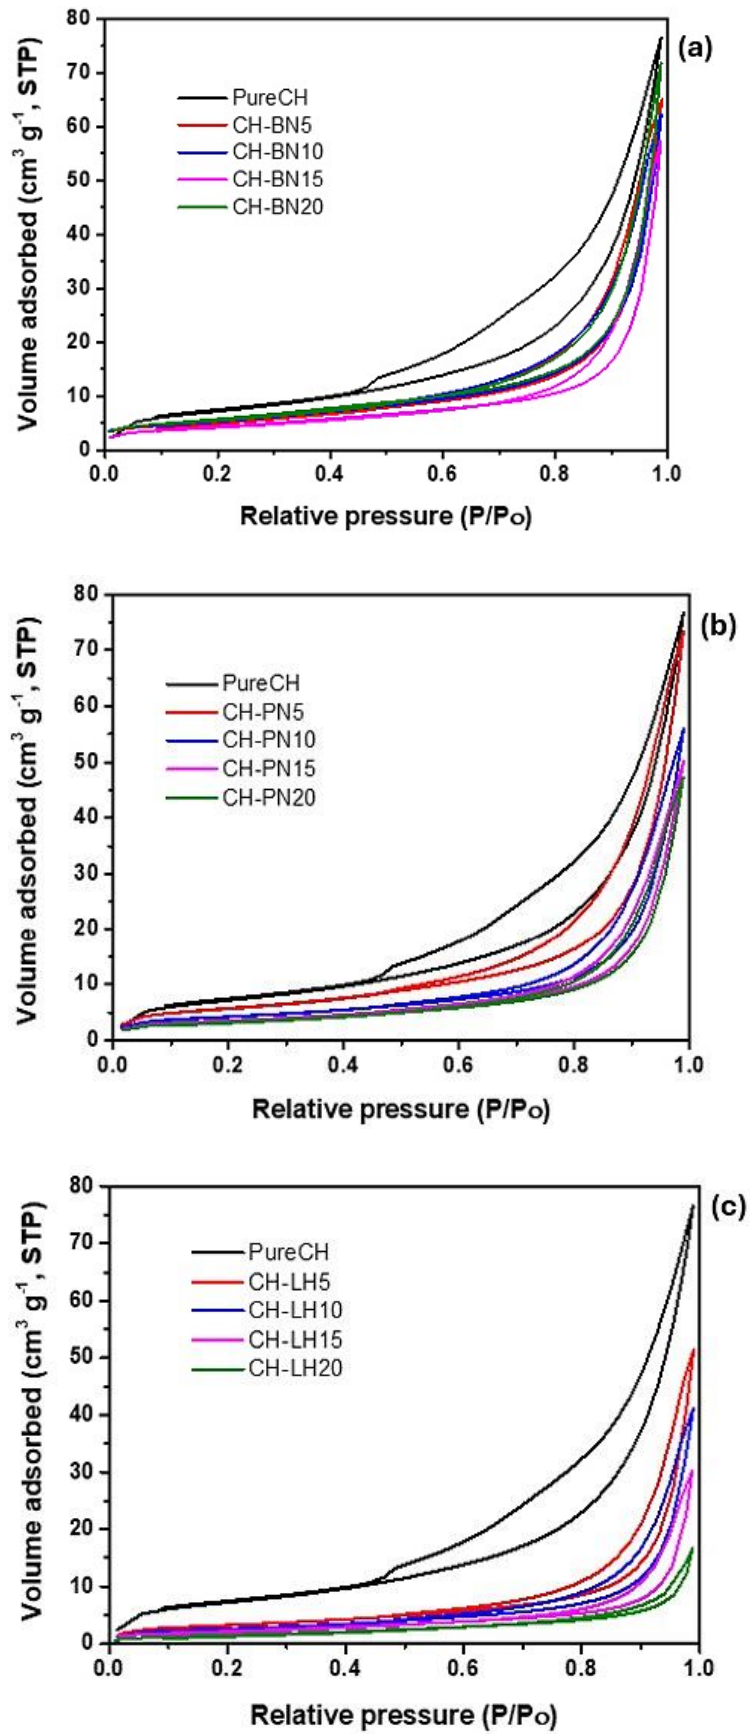 (a)
Volume adsorbed (cm³ g⁻¹, STP)
80
70
60
50
40
30
20
10
0
PureCH
CH-BN5
CH-BN10
CH-BN15
CH-BN20
0.0 0.2 0.4 0.6 0.8 1.0
Relative pressure (P/Po)
(b)
Volume adsorbed (cm³ g⁻¹, STP)
80
70
60
50
40
30
20
10
0
PureCH
CH-PN5
CH-PN10
CH-PN15
CH-PN20
0.0 0.2 0.4 0.6 0.8 1.0
Relative pressure (P/Po)
(c)
Volume adsorbed (cm³ g⁻¹, STP)
80
70
60
50
40
30
20
10
0
PureCH
CH-LH5
CH-LH10
CH-LH15
CH-LH20
0.0 0.2 0.4 0.6 0.8 1.0
Relative pressure (P/Po)